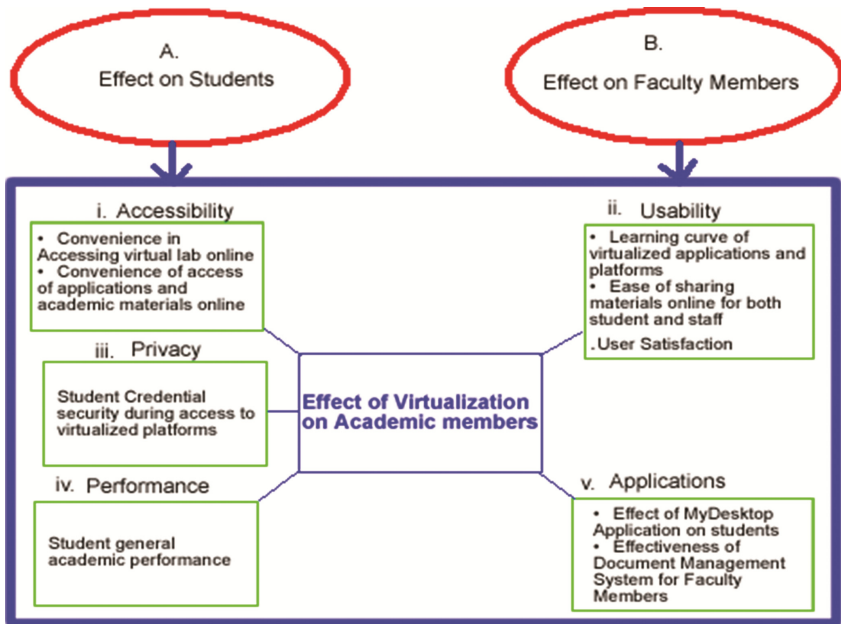 A.
Effect on Students
B.
Effect on Faculty Members
i. Accessibility
• Convenience in
Accessing virtual lab online
• Convenience of access
of applications and
academic materials online
ii. Usability
• Learning curve of
virtualized applications and
platforms
• Ease of sharing
materials online for both
student and staff
.User Satisfaction
iii. Privacy
Student Credential
security during access to
virtualized platforms
Effect of Virtualization
on Academic members
iv. Performance
Student general
academic performance
v. Applications
• Effect of MyDesktop
Application on students
• Effectiveness of
Document Management
System for Faculty
Members